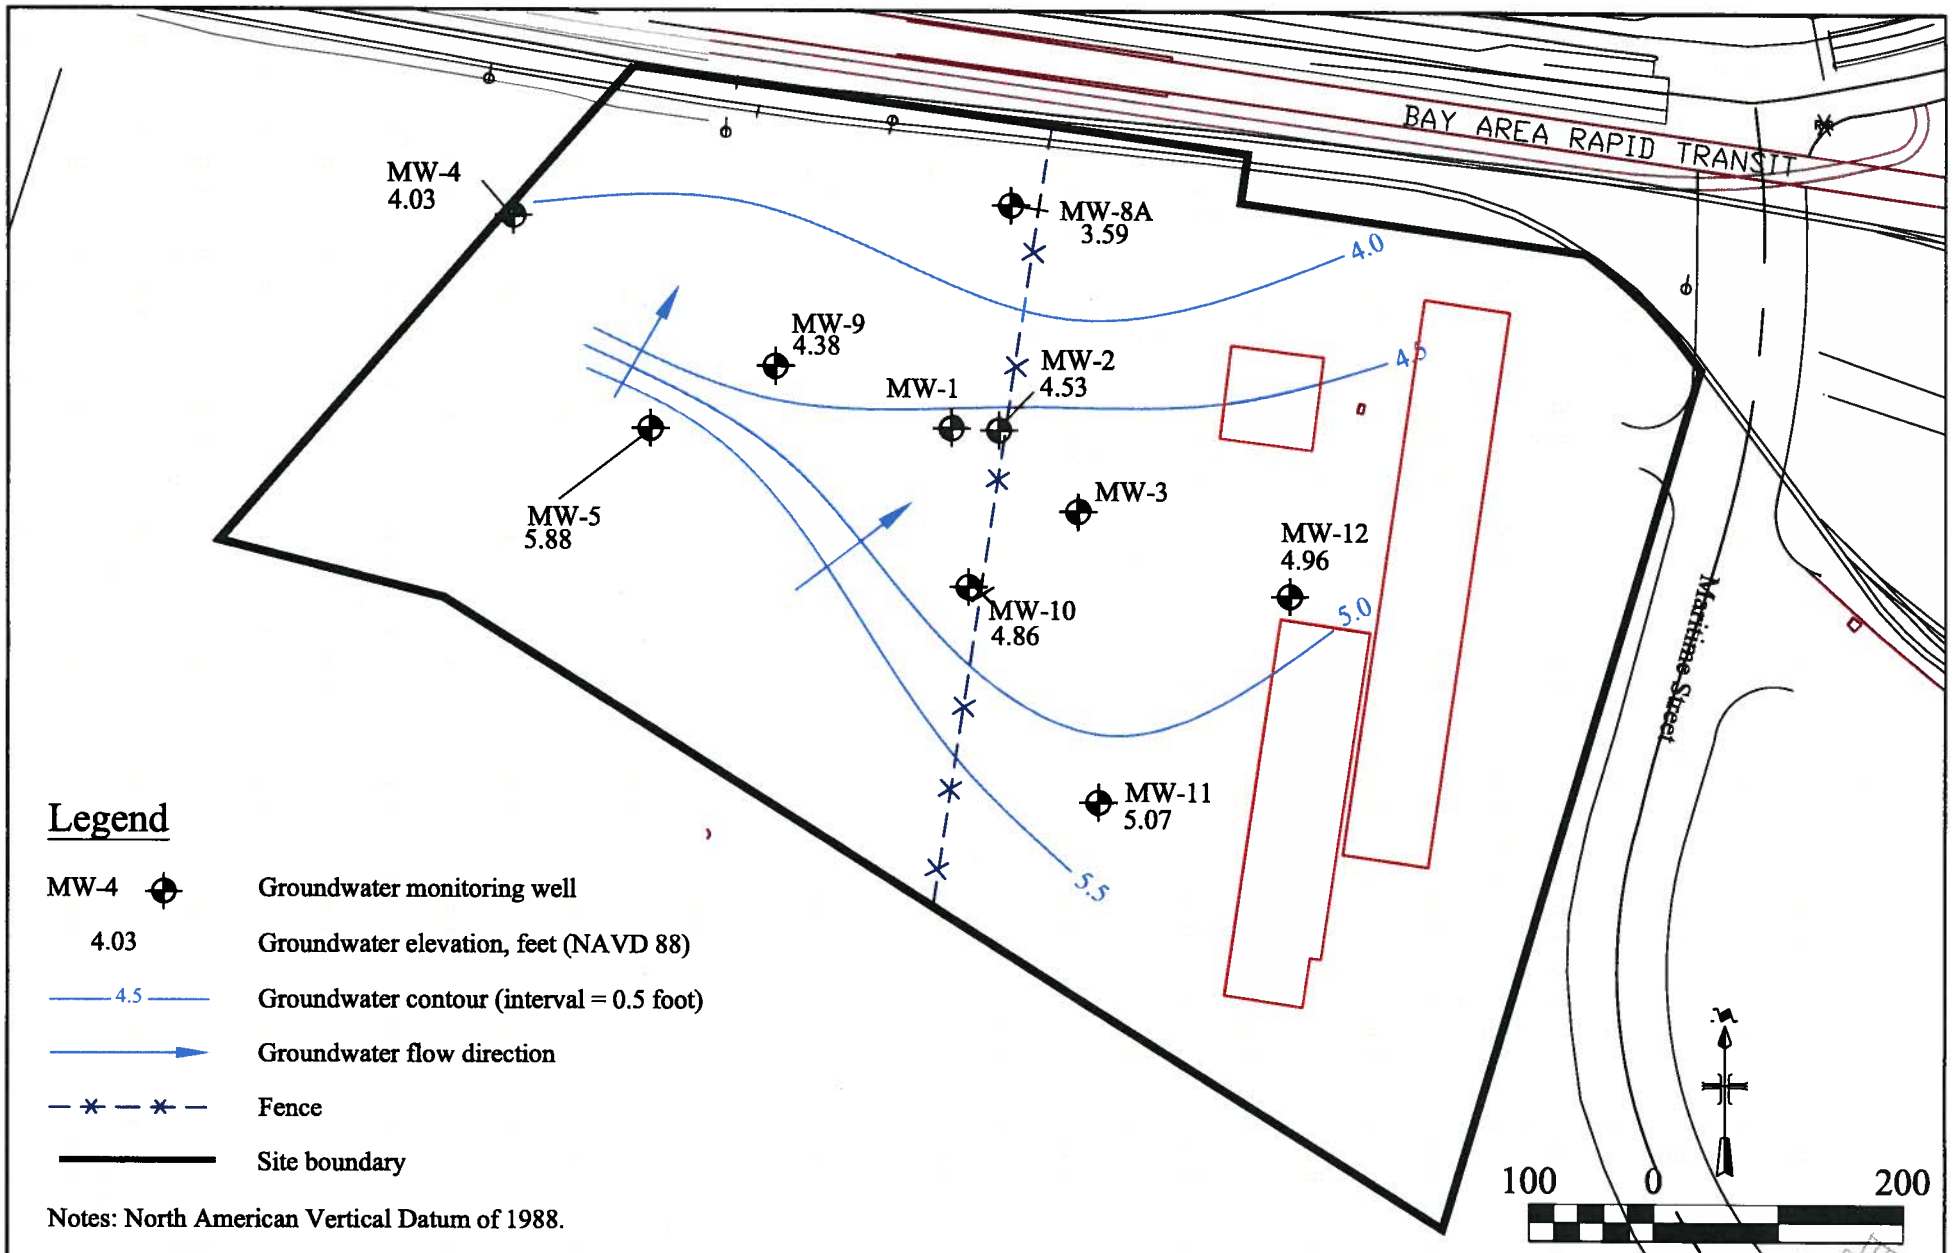 BAY AREA RAPID TRANSIT
MW-4
4.03
MW-8A
3.59
4.0
MW-9
4.38
MW-2
4.53
4.5
MW-1
MW-3
MW-5
5.88
MW-12
4.96
MW-10
4.86
5.0
MW-11
5.07
5.5
Maritime Street
Legend
MW-4 Groundwater monitoring well
4.03 Groundwater elevation, feet (NAVD 88)
4.5 Groundwater contour (interval = 0.5 foot)
Groundwater flow direction
Fence
Site boundary
Notes: North American Vertical Datum of 1988.
100 0 200